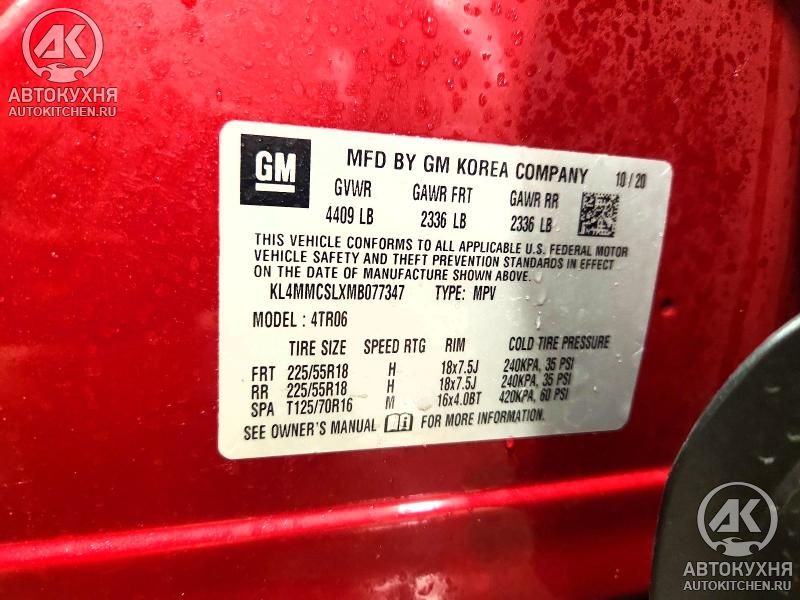 AK
АВТОКУХНЯ
AUTOKITCHEN.RU
GM
MFD BY GM KOREA COMPANY 10/20
GVWR GAWR FRT GAWR RR
4409 LB 2336 LB 2336 LB
THIS VEHICLE CONFORMS TO ALL APPLICABLE U.S. FEDERAL MOTOR
VEHICLE SAFETY AND THEFT PREVENTION STANDARDS IN EFFECT
ON THE DATE OF MANUFACTURE SHOWN ABOVE.
KL4MMCSLXMB077347 TYPE: MPV
MODEL: 4TR06
TIRE SIZE SPEED RTG RIM COLD TIRE PRESSURE
FRT 225/55R18 H 18x7.5J 240KPA, 35 PSI
RR 225/55R18 H 18x7.5J 240KPA, 35 PSI
SPA T125/70R16 M 16x4.0BT 420KPA, 60 PSI
SEE OWNER'S MANUAL FOR MORE INFORMATION.
AK
АВТОКУХНЯ
AUTOKITCHEN.RU